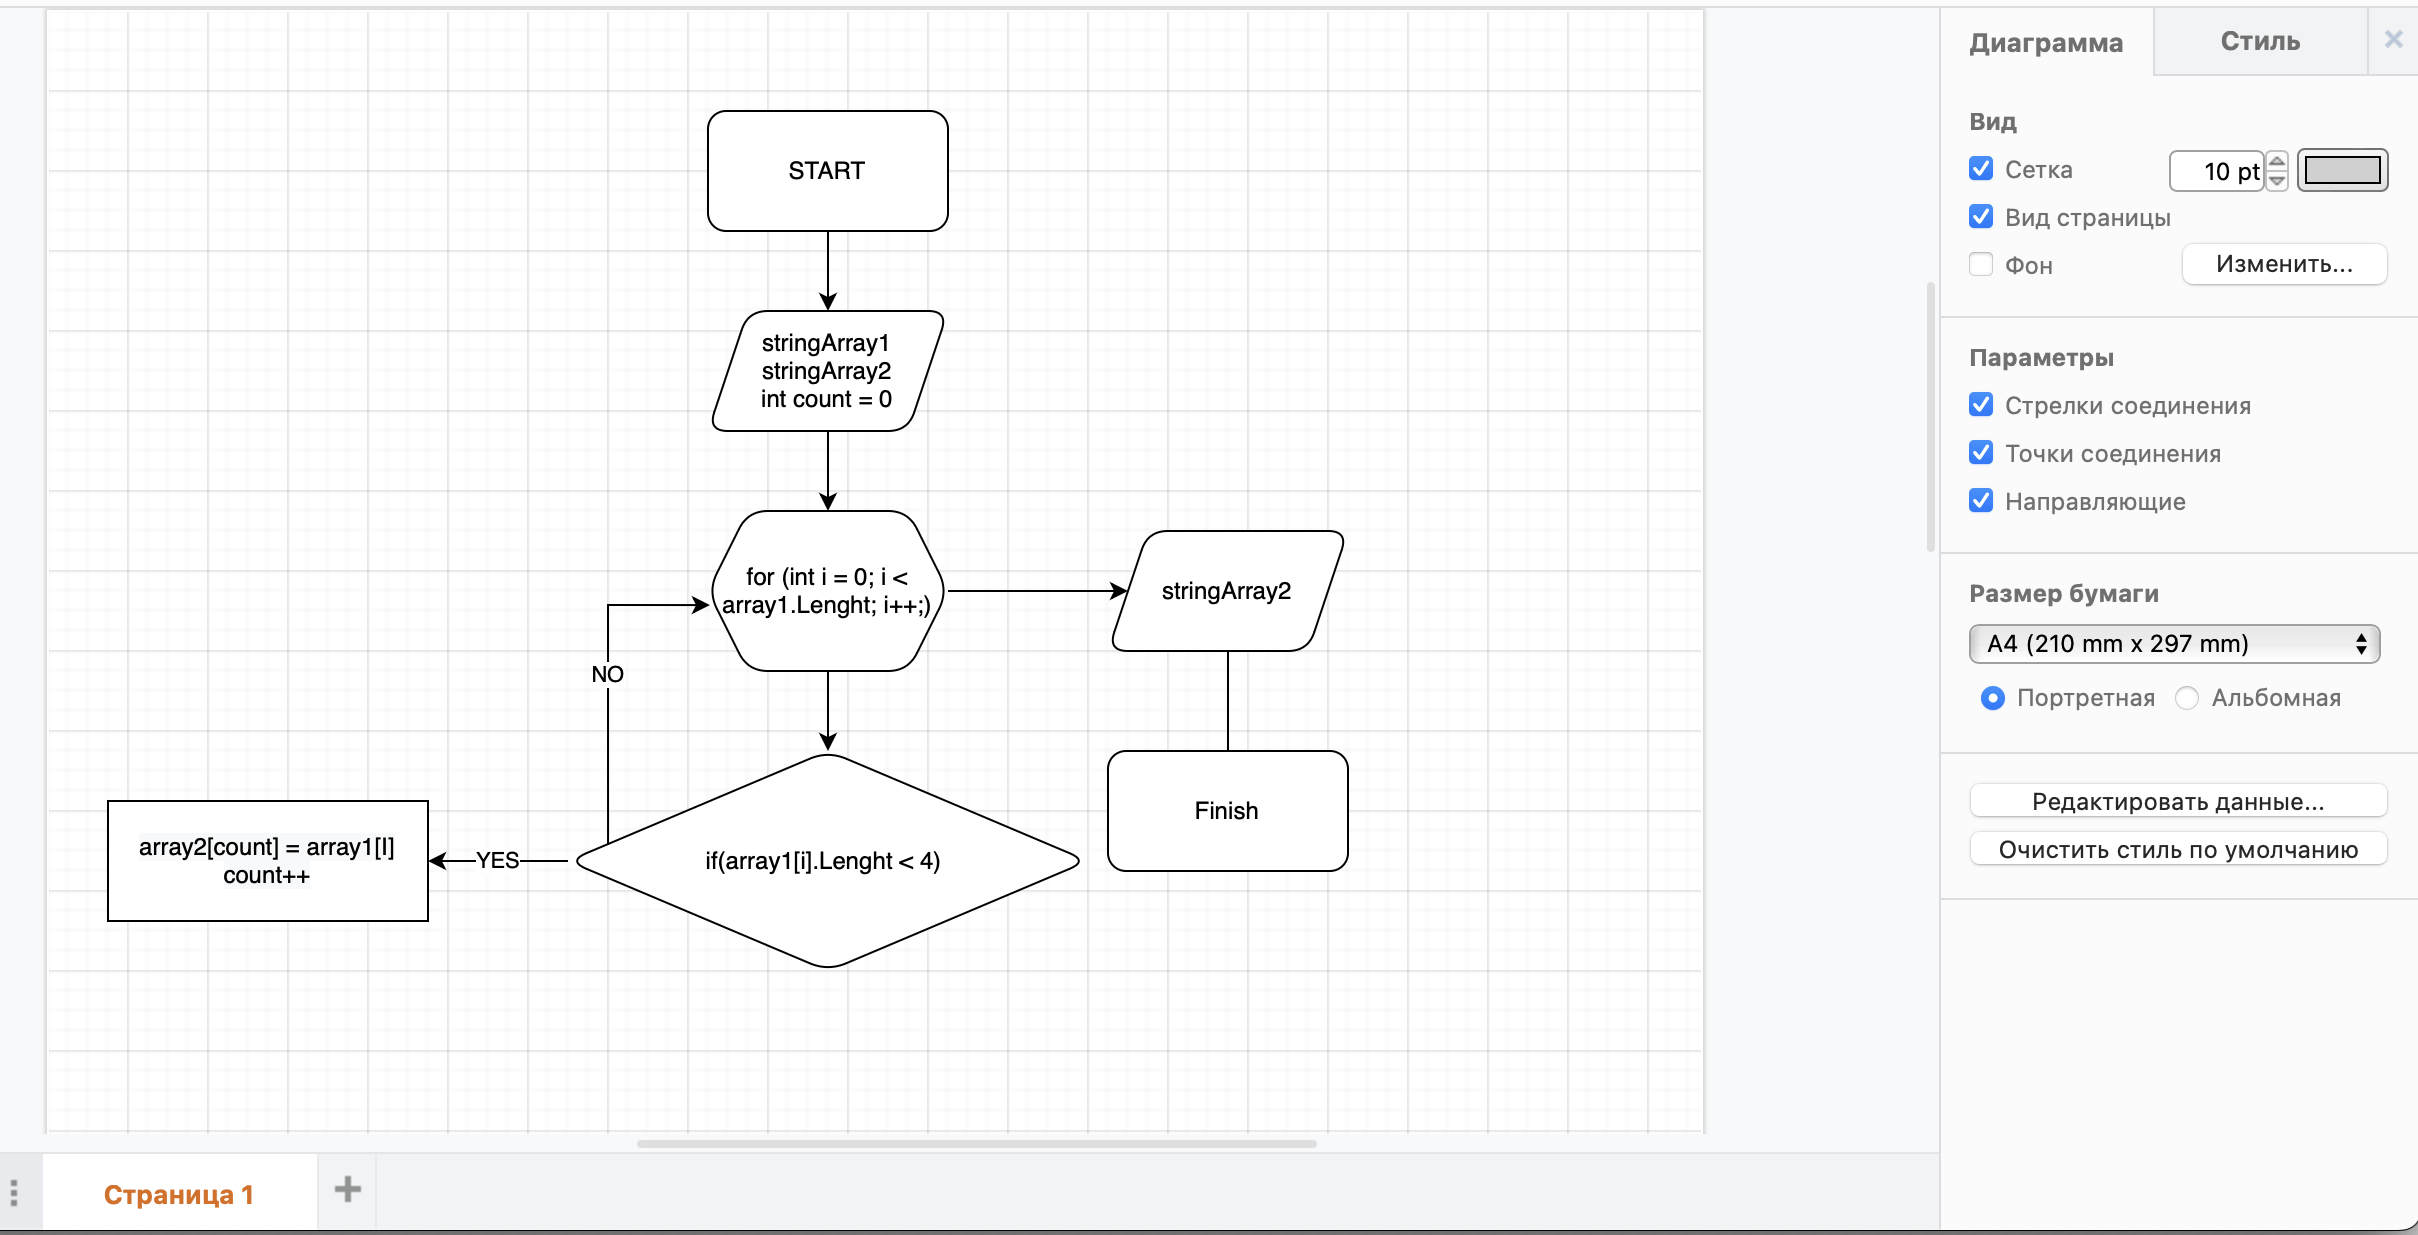 START
stringArray1
stringArray2
int count = 0
for (int i = 0; i <
array1.Lenght; i++;)
stringArray2
NO
Finish
array2[count] = array1[I]
count++
YES
if(array1[i].Lenght < 4)
Страница 1
Диаграмма
Стиль
Вид
Сетка
10 pt
Вид страницы
Фон
Изменить...
Параметры
Стрелки соединения
Точки соединения
Направляющие
Размер бумаги
A4 (210 mm x 297 mm)
Портретная
Альбомная
Редактировать данные...
Очистить стиль по умолчанию